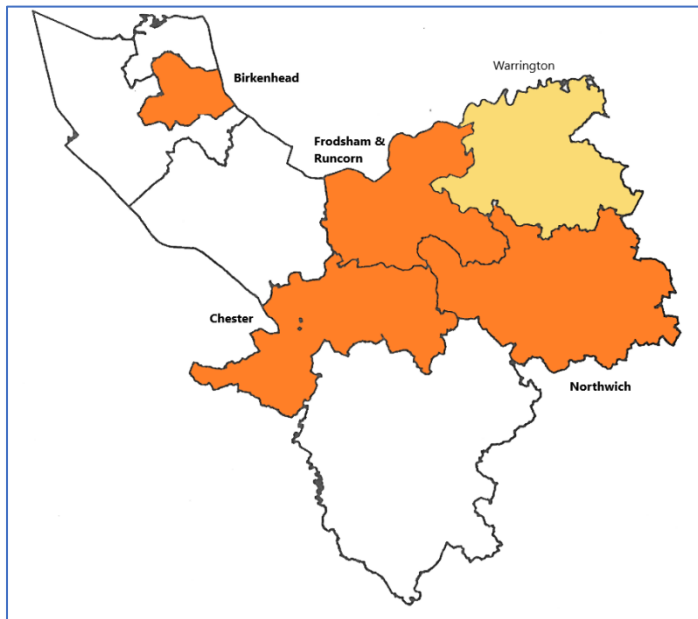 Warrington
Birkenhead
Frodsham &
Runcorn
Chester
Northwich